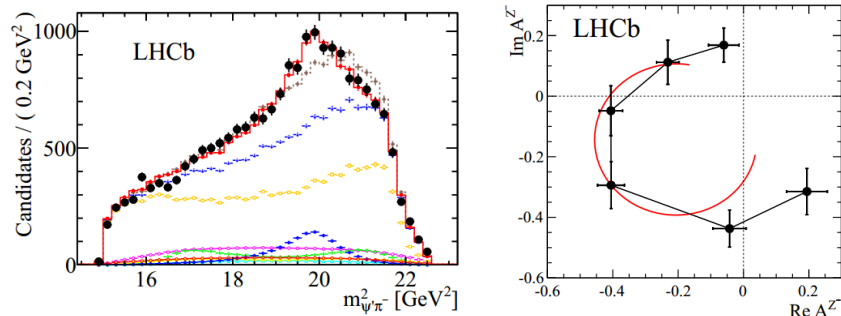 LHCb
Candidates / ( 0.2 GeV²)
1000
500
0
16 18 20 22
m²_ψ'π⁻ [GeV²]
LHCb
Im A^Z⁻
0.2
0
-0.2
-0.4
-0.6
-0.6 -0.4 -0.2 0 0.2
Re A^Z⁻